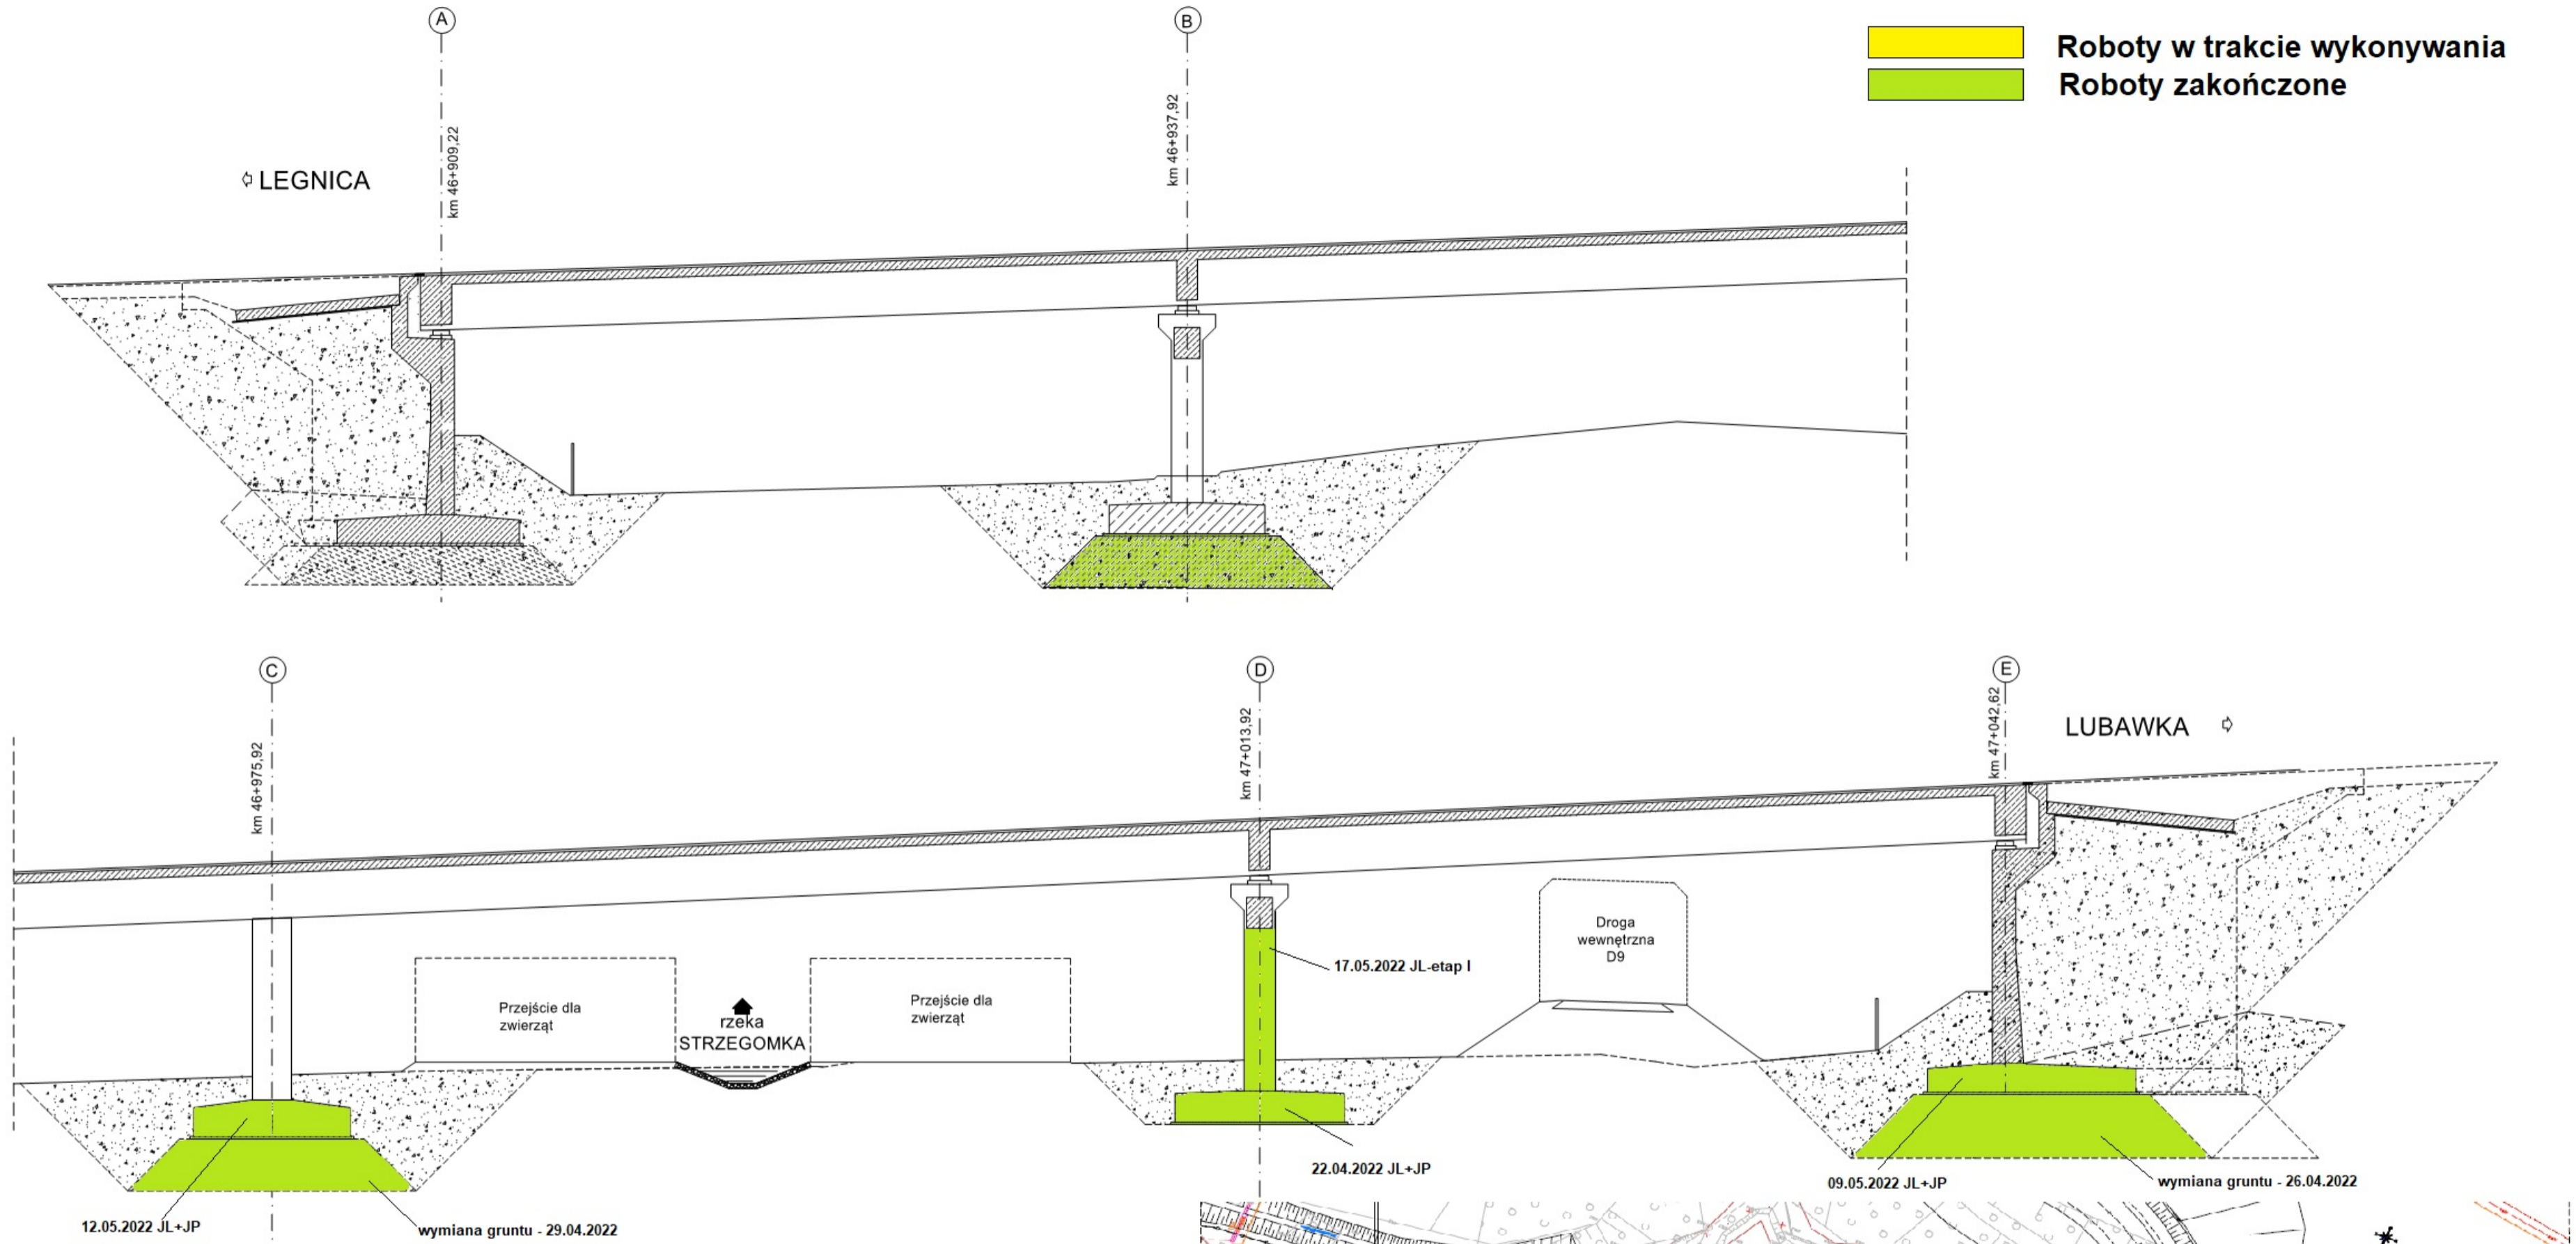 A
B
Roboty w trakcie wykonywania
Roboty zakończone
km 46+909,22
km 46+937,92
LEGNICA
C
D
E
km 46+975,92
km 47+013,92
km 47+042,62
LUBAWKA
Droga
wewnętrzna
D9
17.05.2022 JL-etap I
Przejście dla
zwierząt
rzeka
STRZEGOMKA
Przejście dla
zwierząt
22.04.2022 JL+JP
09.05.2022 JL+JP
wymiana gruntu - 26.04.2022
12.05.2022 JL+JP
wymiana gruntu - 29.04.2022